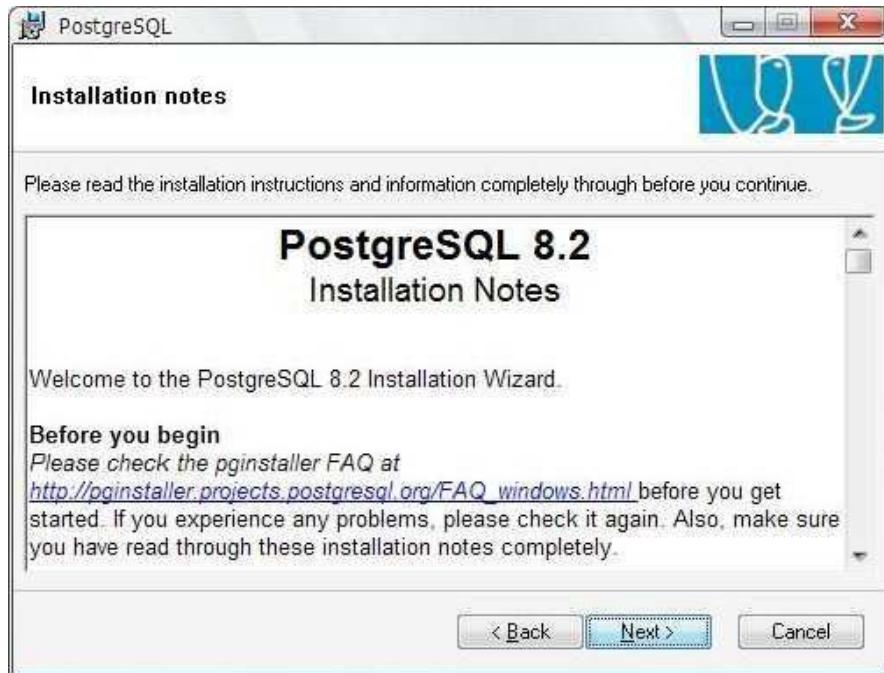 PostgreSQL
Installation notes
Please read the installation instructions and information completely through before you continue.
PostgreSQL 8.2
Installation Notes
Welcome to the PostgreSQL 8.2 Installation Wizard.
Before you begin
Please check the pginstaller FAQ at
http://pginstaller.projects.postgresql.org/FAQ_windows.html before you get
started. If you experience any problems, please check it again. Also, make sure
you have read through these installation notes completely.
< Back Next > Cancel